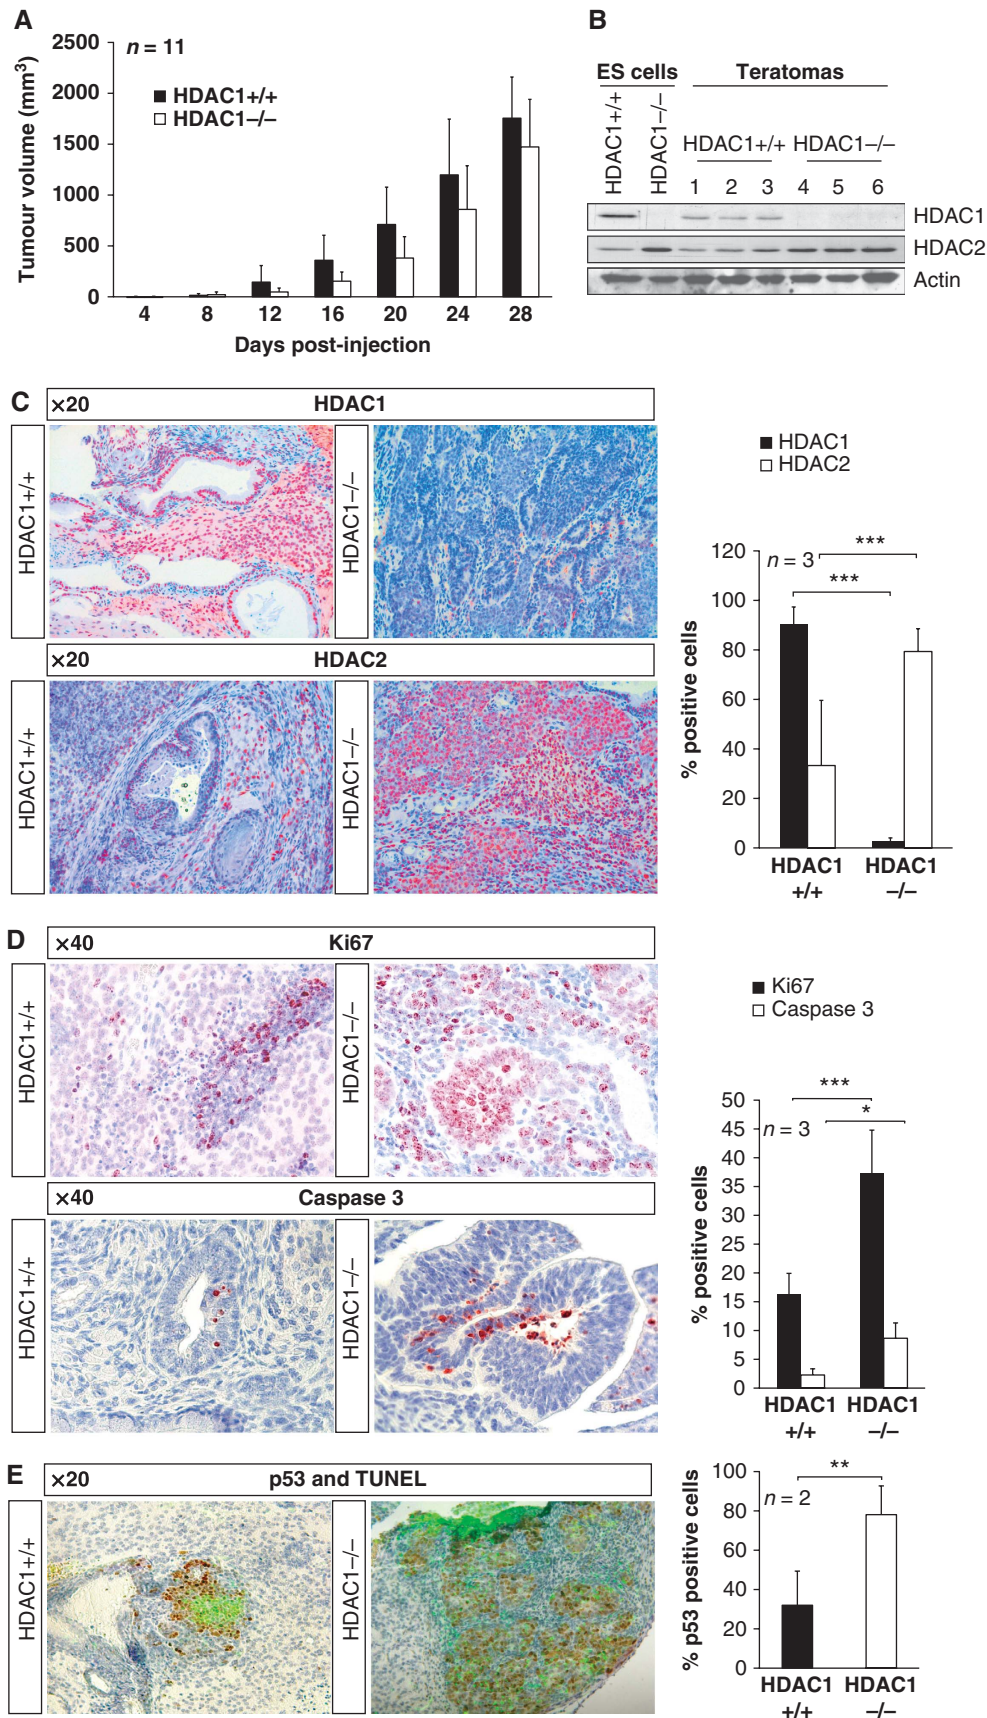 A
2500
2000
1500
1000
500
0
Tumour volume (mm³)
n = 11
HDAC1+/+
HDAC1–/–
4 8 12 16 20 24 28
Days post-injection
B
ES cells Teratomas
HDAC1+/+
HDAC1–/–
HDAC1+/+ HDAC1–/–
1 2 3 4 5 6
HDAC1
HDAC2
Actin
C
×20 HDAC1
HDAC1+/+
HDAC1–/–
×20 HDAC2
HDAC1+/+
HDAC1–/–
HDAC1
HDAC2
120
100
80
60
40
20
0
% positive cells
n = 3
***
***
HDAC1 HDAC1
+/+ –/–
D
×40 Ki67
HDAC1+/+
HDAC1–/–
×40 Caspase 3
HDAC1+/+
HDAC1–/–
Ki67
Caspase 3
50
45
40
35
30
25
20
15
10
5
0
% positive cells
n = 3
***
*
HDAC1 HDAC1
+/+ –/–
E
×20 p53 and TUNEL
HDAC1+/+
HDAC1–/–
100
80
60
40
20
0
% p53 positive cells
n = 2
**
HDAC1 HDAC1
+/+ –/–